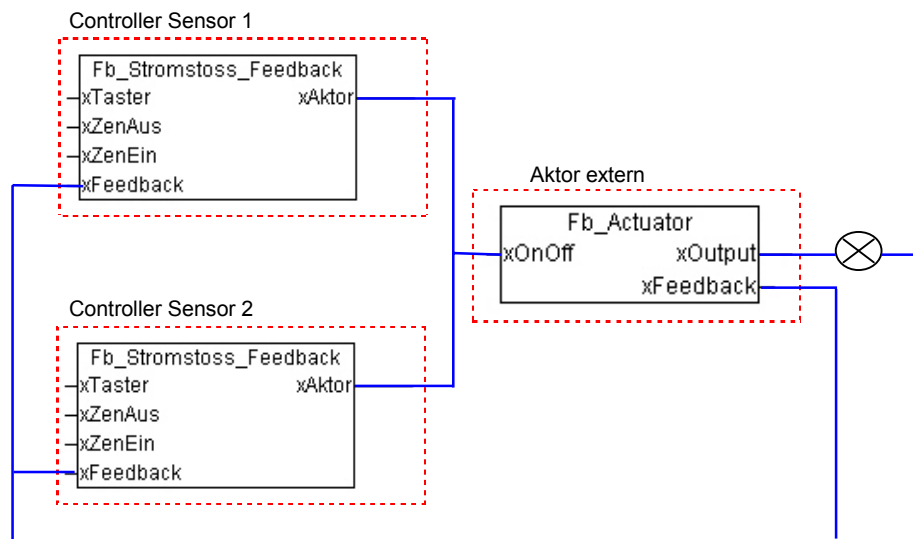 Controller Sensor 1
Fb_Stromstoss_Feedback
xTaster xAktor
xZenAus
xZenEin
xFeedback
Aktor extern
Fb_Actuator
xOnOff xOutput
xFeedback
Controller Sensor 2
Fb_Stromstoss_Feedback
xTaster xAktor
xZenAus
xZenEin
xFeedback